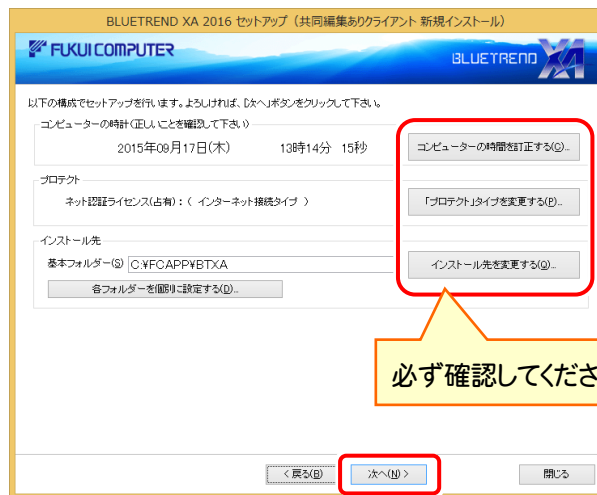 BLUETREND XA 2016 セットアップ（共同編集ありクライアント 新規インストール）
FUKUI COMPUTER
BLUETREND XA
以下の構成でセットアップを行います。よろしければ、[次へ]ボタンをクリックして下さい。
コンピューターの時計(正しいことを確認して下さい)
2015年09月17日(木) 13時14分 15秒
コンピューターの時間を訂正する(C)...
プロテクト
ネット認証ライセンス(占有)：( インターネット接続タイプ )
「プロテクト」タイプを変更する(P)...
インストール先
基本フォルダー(S) C:¥FCAPP¥BTXA
インストール先を変更する(O)...
各フォルダーを個別に設定する(D)...
必ず確認してくださ
< 戻る(B)
次へ(N) >
閉じる